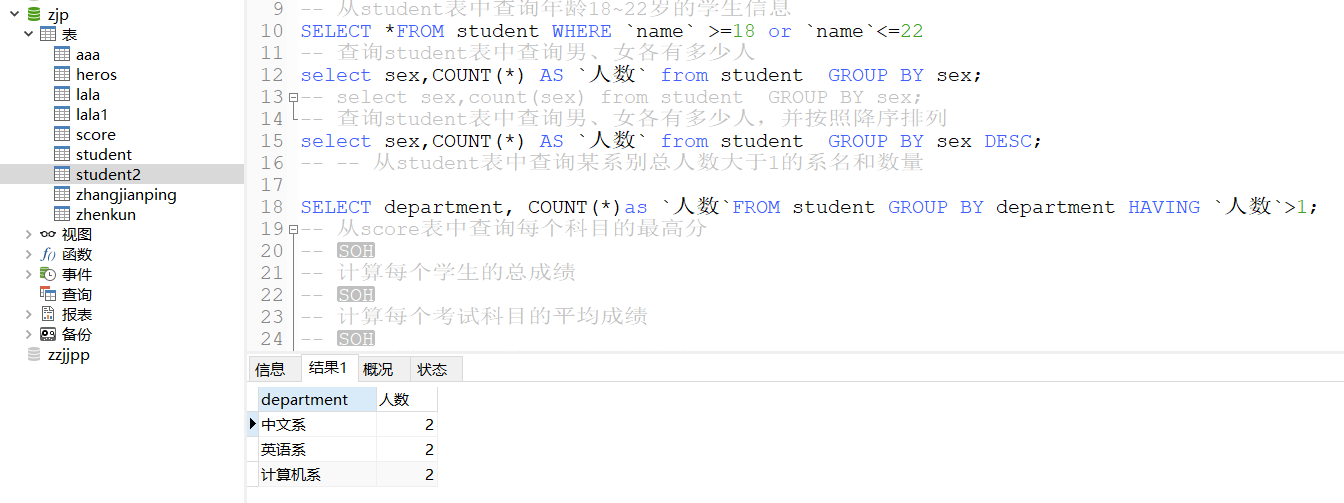 zjp
表
aaa
heros
lala
lala1
score
student
student2
zhangjianping
zhenkun
视图
函数
事件
查询
报表
备份
zzjjpp
9 -- 从student表中查询年龄18~22岁的学生信息
10 SELECT *FROM student WHERE `name` >=18 or `name`<=22
11 -- 查询student表中查询男、女各有多少人
12 select sex,COUNT(*) AS `人数` from student  GROUP BY sex;
13 -- select sex,count(sex) from student  GROUP BY sex;
14 -- 查询student表中查询男、女各有多少人，并按照降序排列
15 select sex,COUNT(*) AS `人数` from student  GROUP BY sex DESC;
16 -- -- 从student表中查询某系别总人数大于1的系名和数量
17
18 SELECT department, COUNT(*)as `人数`FROM student GROUP BY department HAVING `人数`>1;
19 -- 从score表中查询每个科目的最高分
20 -- SOH
21 -- 计算每个学生的总成绩
22 -- SOH
23 -- 计算每个考试科目的平均成绩
24 -- SOH
信息 结果1 概况 状态
department 人数
中文系 2
英语系 2
计算机系 2